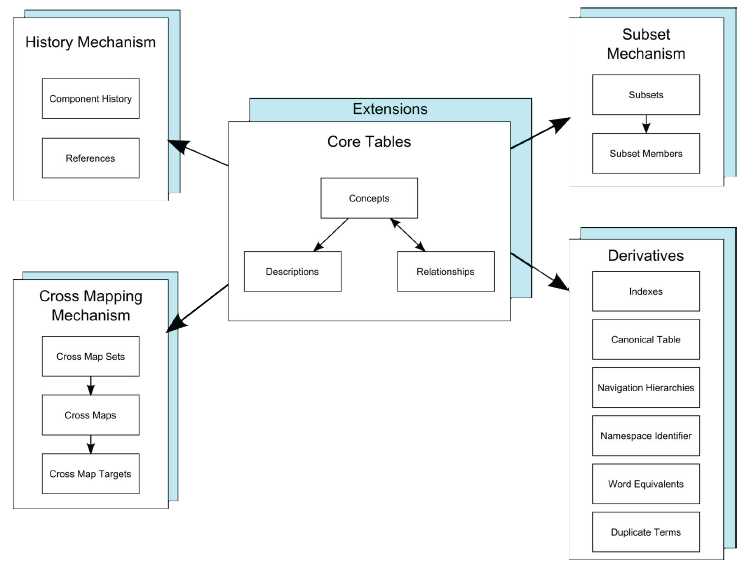 History Mechanism
Component History
References
Extensions
Core Tables
Concepts
Descriptions
Relationships
Subset
Mechanism
Subsets
Subset Members
Cross Mapping
Mechanism
Cross Map Sets
Cross Maps
Cross Map Targets
Derivatives
Indexes
Canonical Table
Navigation Hierarchies
Namespace Identifier
Word Equivalents
Duplicate Terms